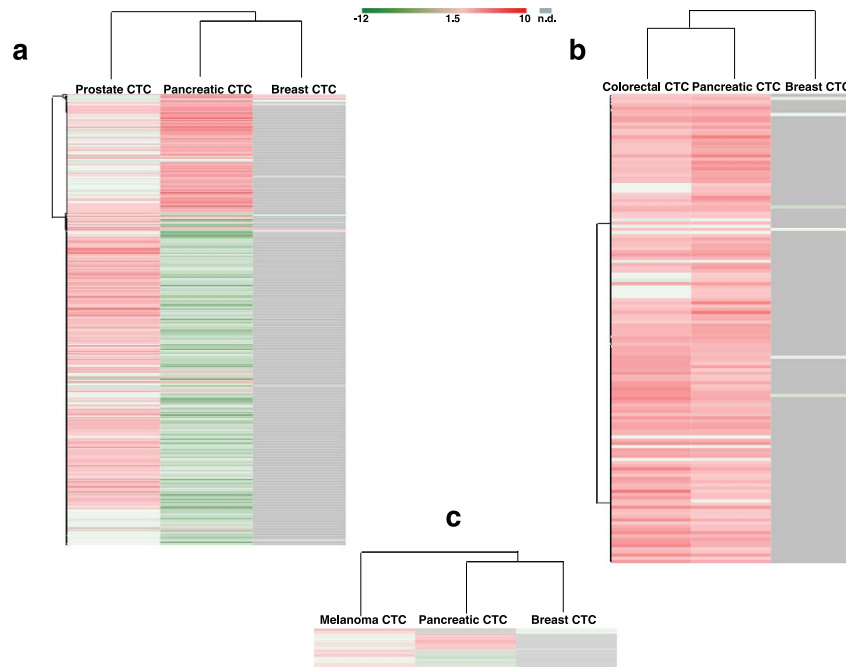 -12 1.5 10 n.d.
a
Prostate CTC Pancreatic CTC Breast CTC
b
Colorectal CTC Pancreatic CTC Breast CTC
c
Melanoma CTC Pancreatic CTC Breast CTC